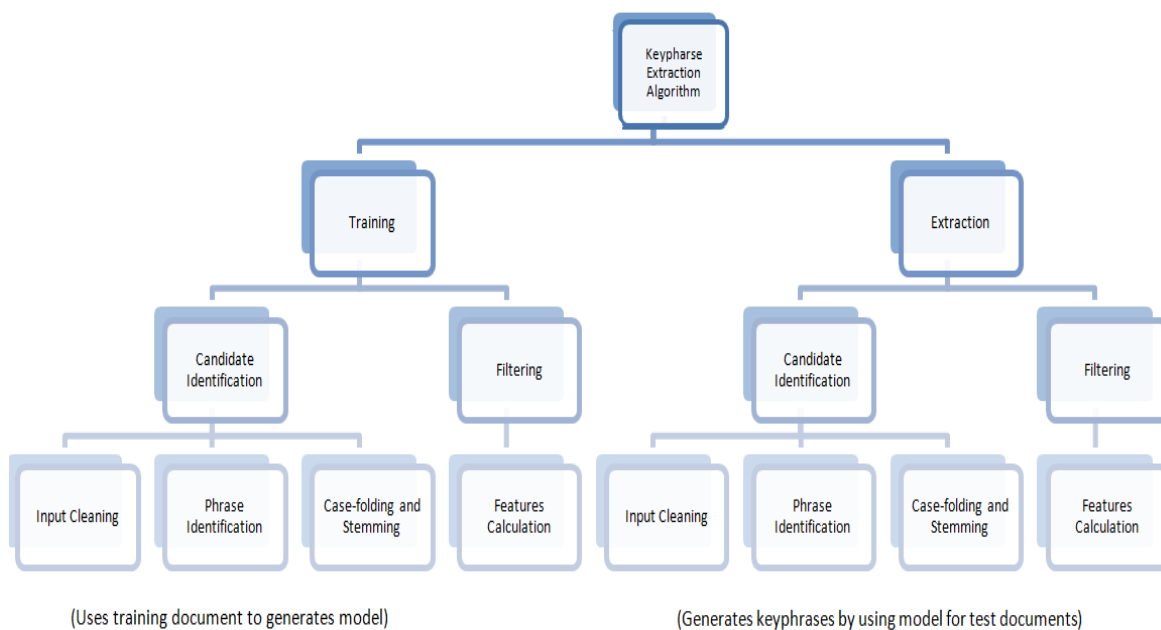 Keypharse
Extraction
Algorithm
Training
Extraction
Candidate
Identification
Filtering
Candidate
Identification
Filtering
Input Cleaning
Phrase
Identification
Case-folding and
Stemming
Features
Calculation
Input Cleaning
Phrase
Identification
Case-folding and
Stemming
Features
Calculation
(Uses training document to generates model)
(Generates keyphrases by using model for test documents)